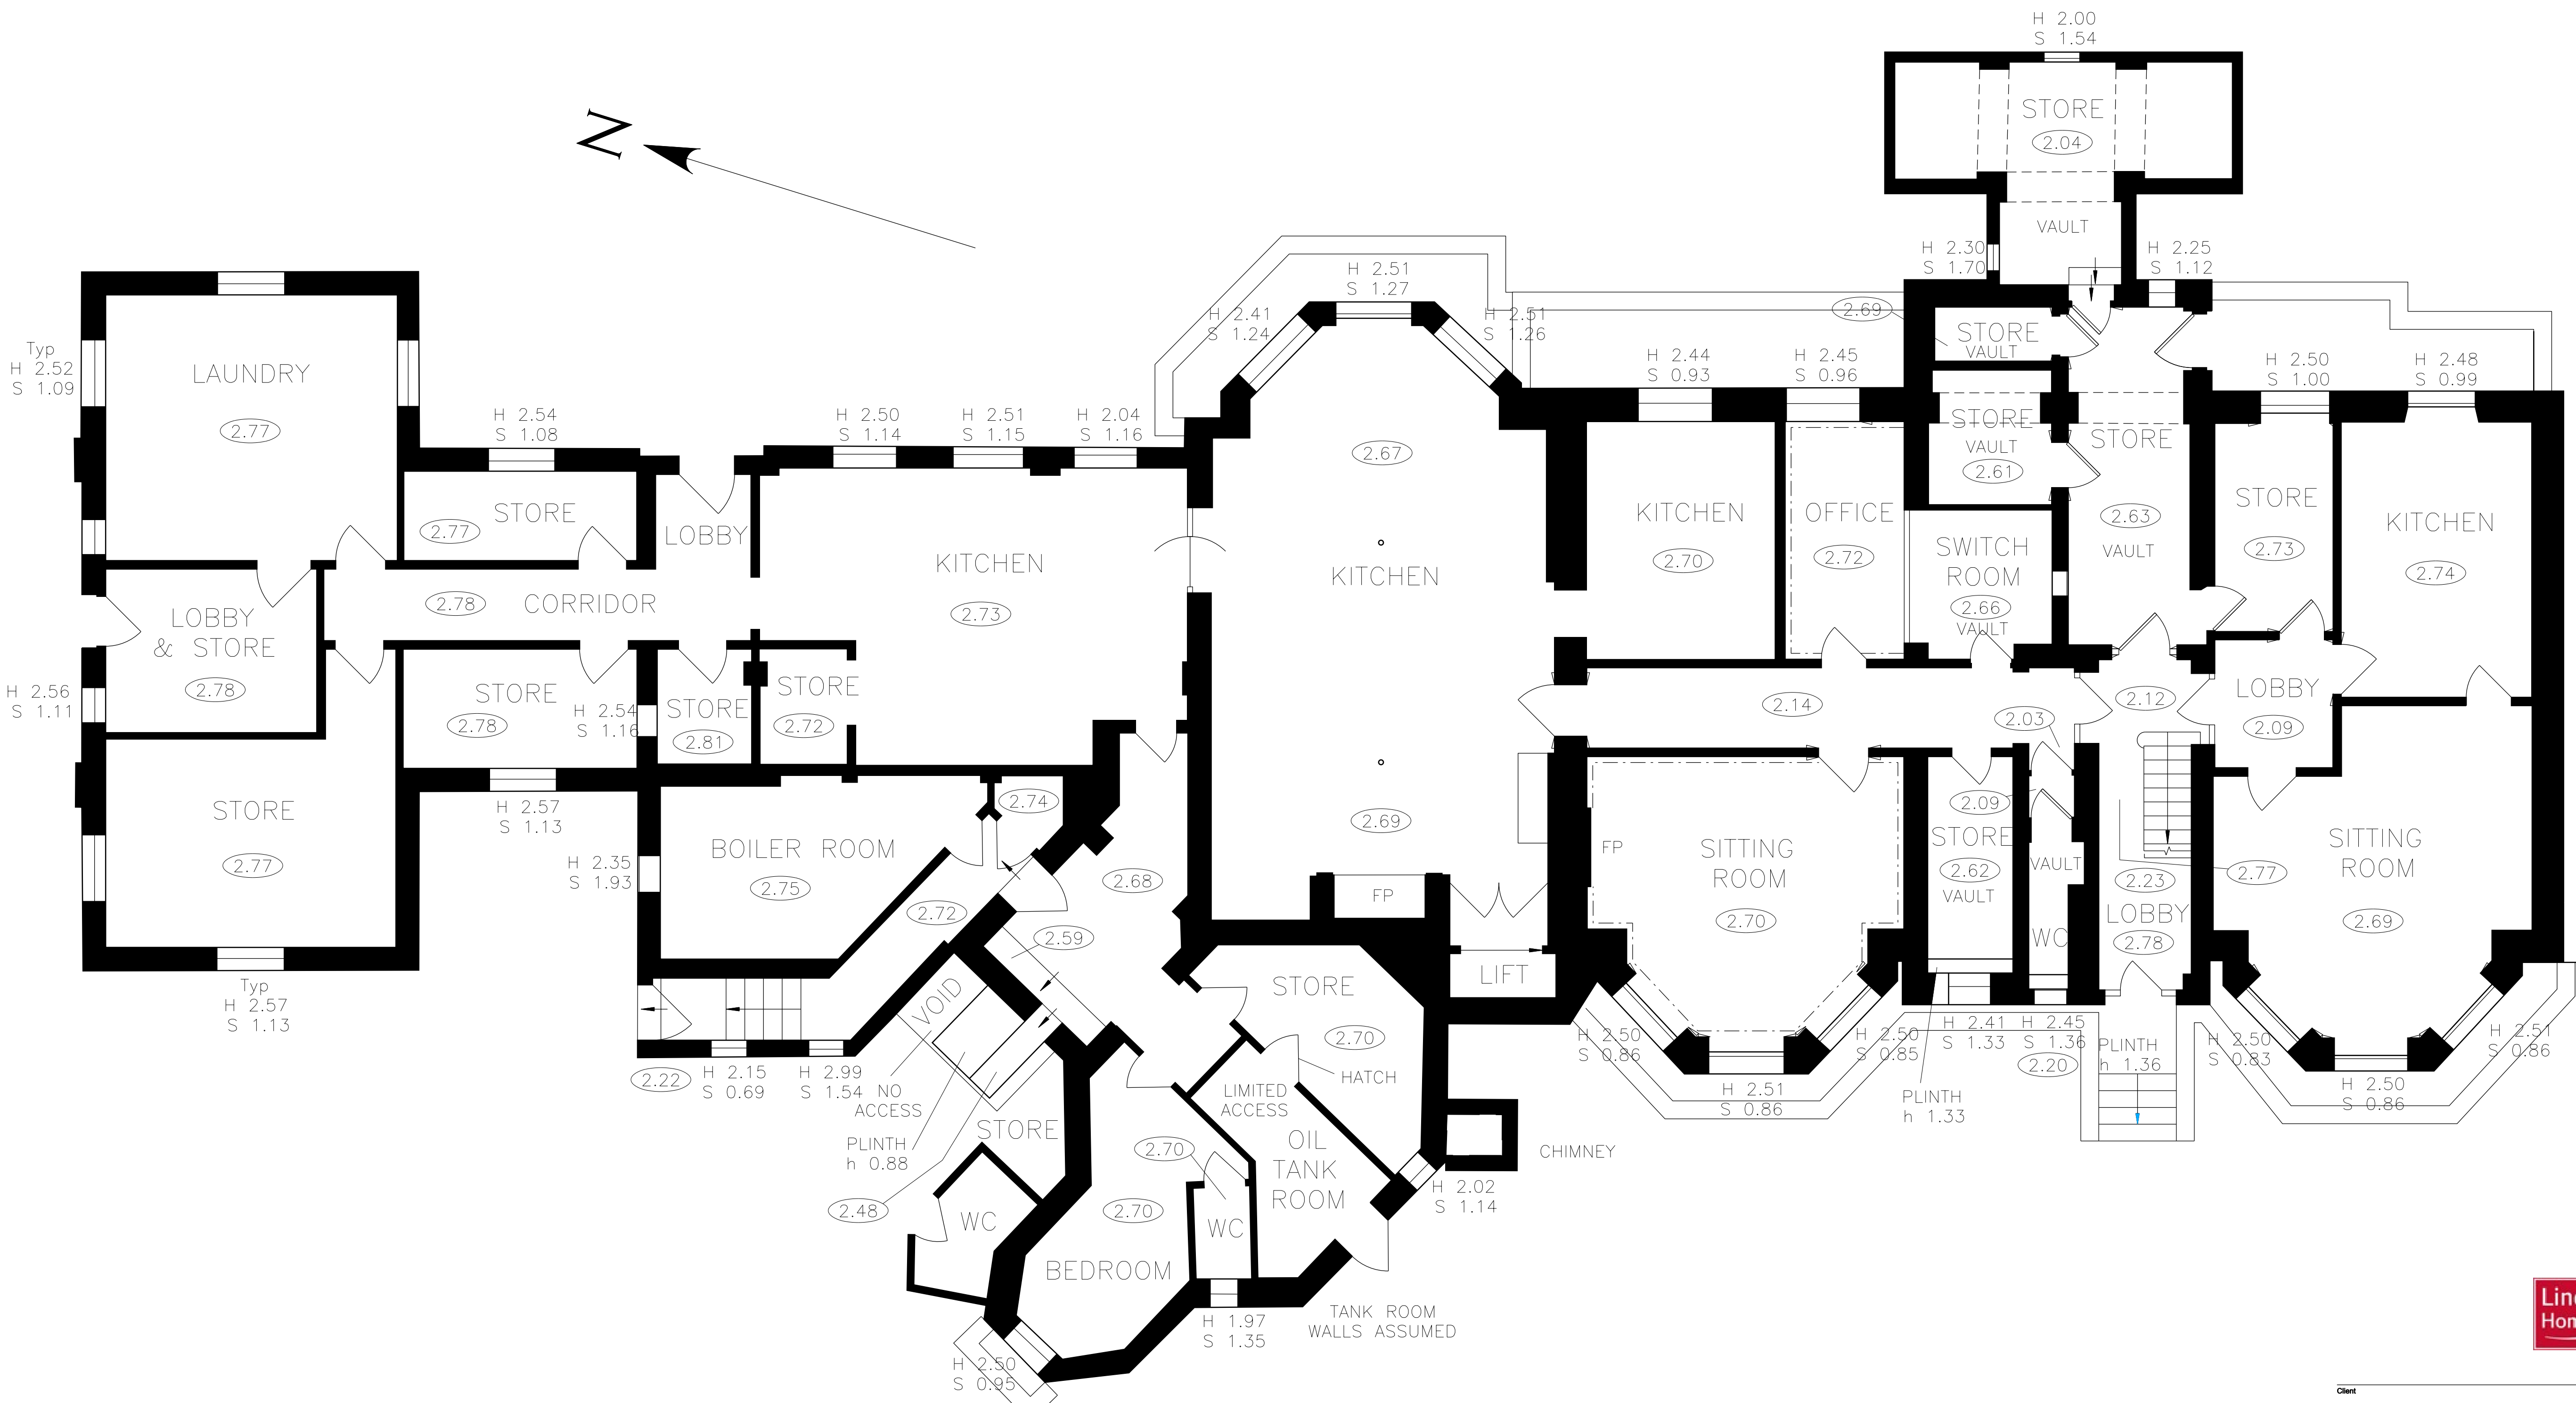 H 2.00
S 1.54
N
STORE
2.04
VAULT
H 2.30
S 1.70
H 2.25
S 1.12
H 2.51
S 1.27
H 2.41
S 1.24
H 2.51
S 1.26
2.69
STORE
VAULT
Typ
H 2.52
S 1.09
LAUNDRY
2.77
H 2.54
S 1.08
H 2.50
S 1.14
H 2.51
S 1.15
H 2.04
S 1.16
H 2.44
S 0.93
H 2.45
S 0.96
H 2.50
S 1.00
H 2.48
S 0.99
STORE
2.77
LOBBY
KITCHEN
2.73
2.67
KITCHEN
2.69
KITCHEN
2.70
OFFICE
2.72
STORE
VAULT
2.61
SWITCH
ROOM
2.66
VAULT
STORE
2.63
VAULT
STORE
2.73
KITCHEN
2.74
LOBBY
& STORE
2.78
2.78
CORRIDOR
H 2.56
S 1.11
STORE
2.78
H 2.54
S 1.16
STORE
2.81
STORE
2.72
2.14
2.03
2.12
LOBBY
2.09
STORE
2.77
H 2.57
S 1.13
H 2.35
S 1.93
BOILER ROOM
2.75
2.74
2.72
2.68
2.59
FP
LIFT
FP
SITTING
ROOM
2.70
2.09
STORE
2.62
VAULT
VAULT
WC
2.23
LOBBY
2.78
2.77
SITTING
ROOM
2.69
Typ
H 2.57
S 1.13
VOID
STORE
2.70
HATCH
H 2.50
S 0.86
H 2.51
S 0.86
H 2.50
S 0.85
H 2.41
S 1.33
H 2.45
S 1.36
2.20
PLINTH
h 1.36
PLINTH
h 1.33
H 2.50
S 0.83
H 2.50
S 0.86
H 2.51
S 0.86
2.22
H 2.15
S 0.69
H 2.99
S 1.54
NO
ACCESS
PLINTH
h 0.88
2.48
STORE
WC
LIMITED
ACCESS
OIL
TANK
ROOM
2.70
WC
2.70
BEDROOM
CHIMNEY
H 2.02
S 1.14
TANK ROOM
WALLS ASSUMED
H 1.97
S 1.35
H 2.50
S 0.95
Client